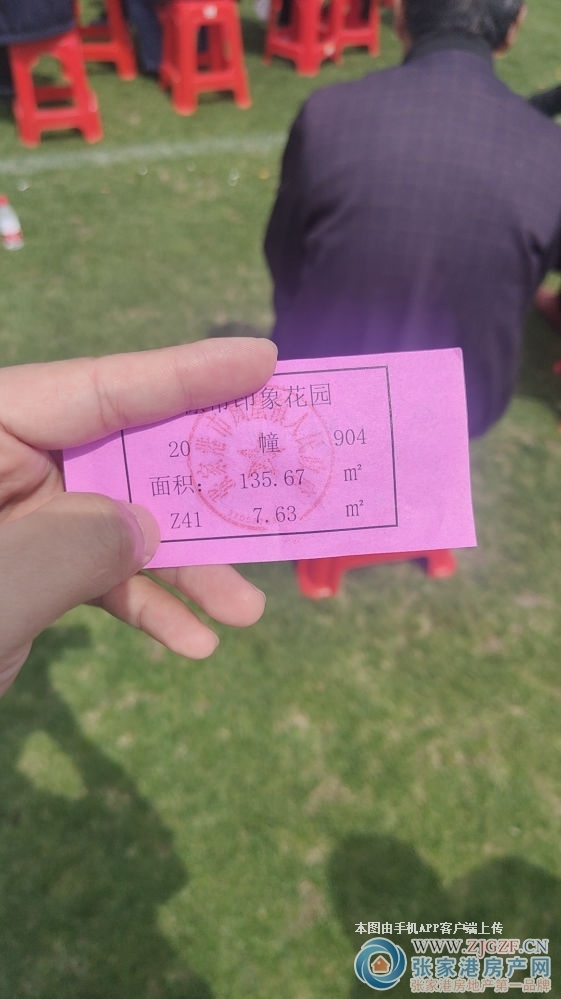 印象花园
20 幢 904
面积： 135.67 m²
Z41 7.63 m²
本图由手机APP客户端上传
WWW.ZJGZF.CN
张家港房产网
张家港房地产第一品牌